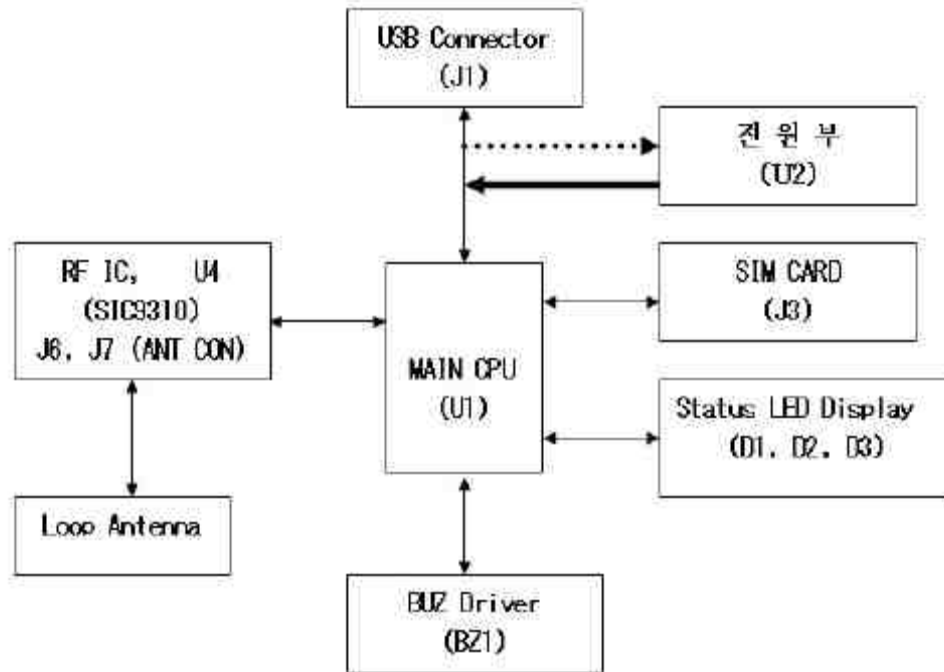 USB Connector
(J1)
전 원 부
(U2)
RF IC, U4
(SIC9310)
J6, J7 (ANT CON)
SIM CARD
(J3)
MAIN CPU
(U1)
Status LED Display
(D1, D2, D3)
Loop Antenna
BUZ Driver
(BZ1)